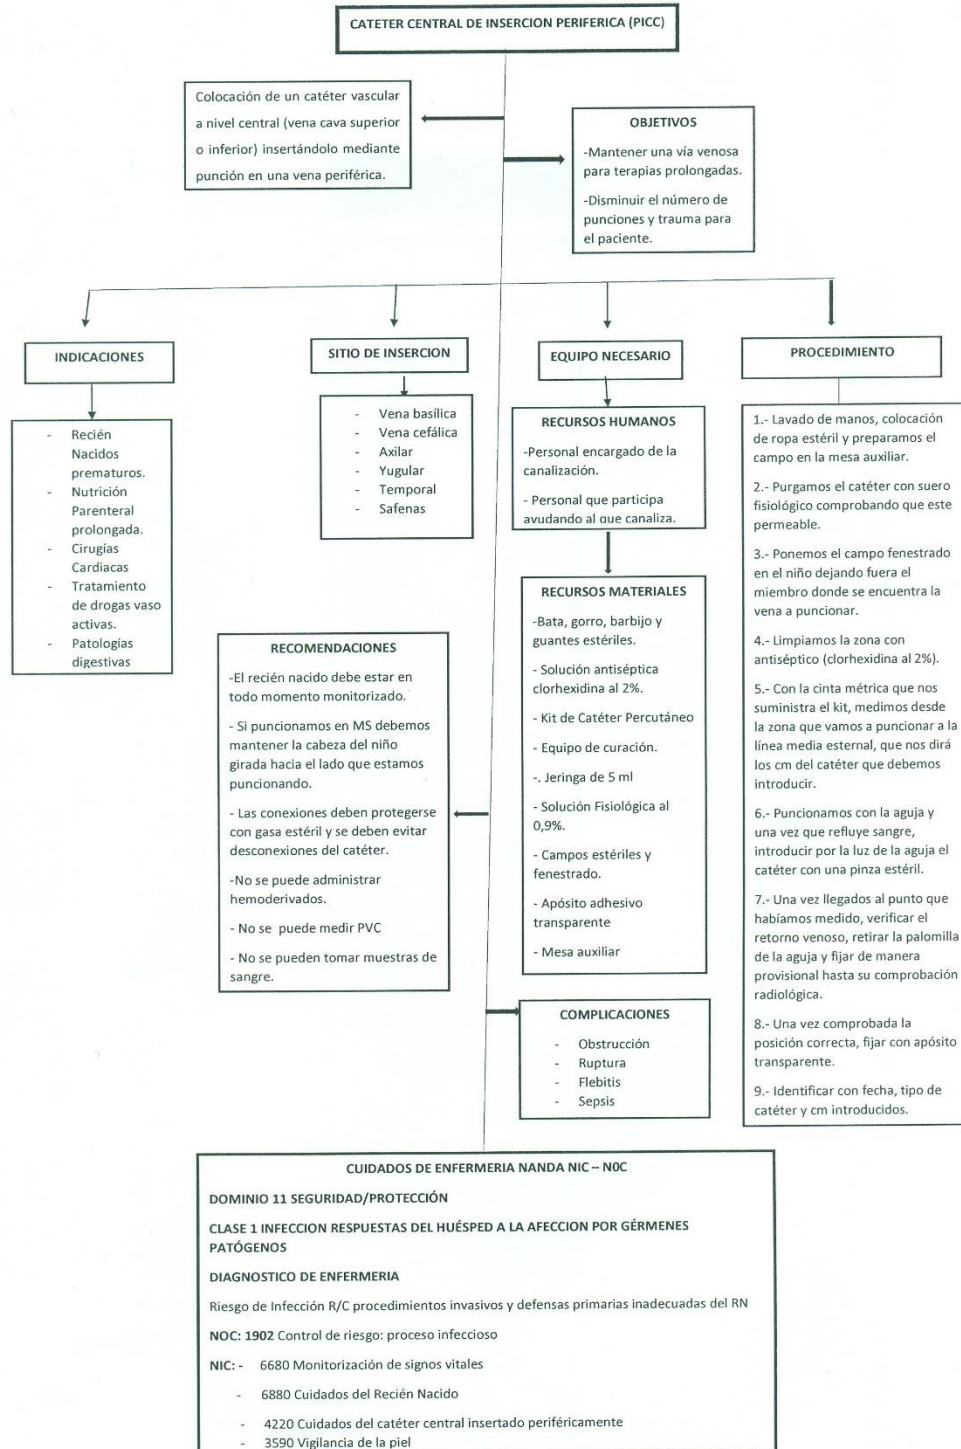 CATETER CENTRAL DE INSERCION PERIFERICA (PICC)
Colocación de un catéter vascular
a nivel central (vena cava superior
o inferior) insertándolo mediante
punción en una vena periférica.
OBJETIVOS
-Mantener una vía venosa
para terapias prolongadas.
-Disminuir el número de
punciones y trauma para
el paciente.
INDICACIONES
- Recién
Nacidos
prematuros.
- Nutrición
Parenteral
prolongada.
- Cirugías
Cardiacas
- Tratamiento
de drogas vaso
activas.
- Patologías
digestivas
SITIO DE INSERCION
- Vena basílica
- Vena cefálica
- Axilar
- Yugular
- Temporal
- Safenas
EQUIPO NECESARIO
RECURSOS HUMANOS
-Personal encargado de la
canalización.
- Personal que participa
ayudando al que canaliza.
RECURSOS MATERIALES
-Bata, gorro, barbijo y
guantes estériles.
- Solución antiséptica
clorhexidina al 2%.
- Kit de Catéter Percutáneo
- Equipo de curación.
-. Jeringa de 5 ml
- Solución Fisiológica al
0,9%.
- Campos estériles y
fenestrado.
- Apósito adhesivo
transparente
- Mesa auxiliar
PROCEDIMIENTO
1.- Lavado de manos, colocación
de ropa estéril y preparamos el
campo en la mesa auxiliar.
2.- Purgamos el catéter con suero
fisiológico comprobando que este
permeable.
3.- Ponemos el campo fenestrado
en el niño dejando fuera el
miembro donde se encuentra la
vena a puncionar.
4.- Limpiamos la zona con
antiséptico (clorhexidina al 2%).
5.- Con la cinta métrica que nos
suministra el kit, medimos desde
la zona que vamos a puncionar a la
línea media esternal, que nos dirá
los cm del catéter que debemos
introducir.
6.- Puncionamos con la aguja y
una vez que refluye sangre,
introducir por la luz de la aguja el
catéter con una pinza estéril.
7.- Una vez llegados al punto que
habíamos medido, verificar el
retorno venoso, retirar la palomilla
de la aguja y fijar de manera
provisional hasta su comprobación
radiológica.
8.- Una vez comprobada la
posición correcta, fijar con apósito
transparente.
9.- Identificar con fecha, tipo de
catéter y cm introducidos.
RECOMENDACIONES
-El recién nacido debe estar en
todo momento monitorizado.
- Si puncionamos en MS debemos
mantener la cabeza del niño
girada hacia el lado que estamos
puncionando.
- Las conexiones deben protegerse
con gasa estéril y se deben evitar
desconexiones del catéter.
-No se puede administrar
hemoderivados.
- No se  puede medir PVC
- No se pueden tomar muestras de
sangre.
COMPLICACIONES
- Obstrucción
- Ruptura
- Flebitis
- Sepsis
CUIDADOS DE ENFERMERIA NANDA NIC – N0C
DOMINIO 11 SEGURIDAD/PROTECCIÓN
CLASE 1 INFECCION RESPUESTAS DEL HUÉSPED A LA AFECCION POR GÉRMENES
PATÓGENOS
DIAGNOSTICO DE ENFERMERIA
Riesgo de Infección R/C procedimientos invasivos y defensas primarias inadecuadas del RN
NOC: 1902 Control de riesgo: proceso infeccioso
NIC: - 6680 Monitorización de signos vitales
- 6880 Cuidados del Recién Nacido
- 4220 Cuidados del catéter central insertado periféricamente
- 3590 Vigilancia de la piel